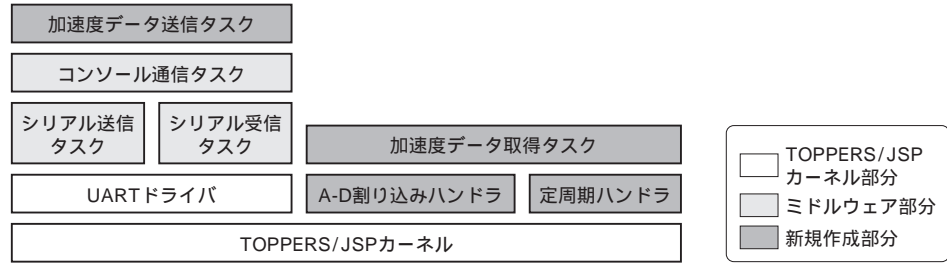 加速度データ送信タスク
コンソール通信タスク
シリアル送信
タスク
シリアル受信
タスク
加速度データ取得タスク
UARTドライバ
A-D割り込みハンドラ
定周期ハンドラ
TOPPERS/JSPカーネル
TOPPERS/JSP
カーネル部分
ミドルウェア部分
新規作成部分